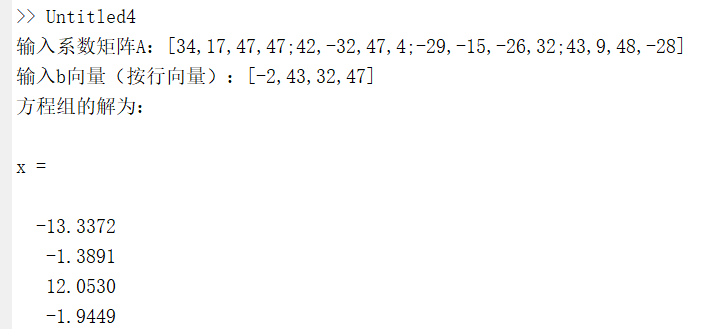 >> Untitled4
输入系数矩阵A：[34,17,47,47;42,-32,47,4;-29,-15,-26,32;43,9,48,-28]
输入b向量（按行向量）：[-2,43,32,47]
方程组的解为：
x =
-13.3372
-1.3891
12.0530
-1.9449